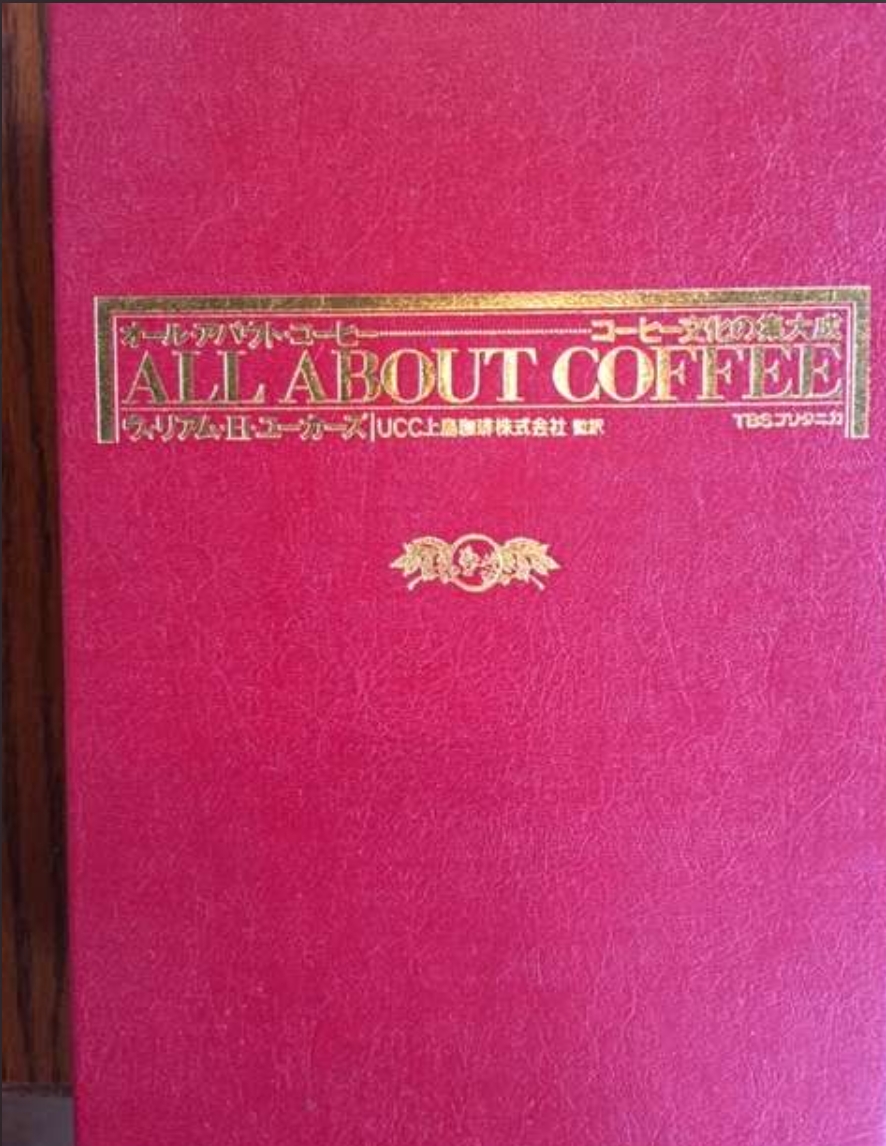 オール・アバウト・コーヒー コーヒー文化の集大成
ALL ABOUT COFFEE
ウィリアム・H・ユーカーズ|UCC上島珈琲株式会社 監訳 TBSブリタニカ